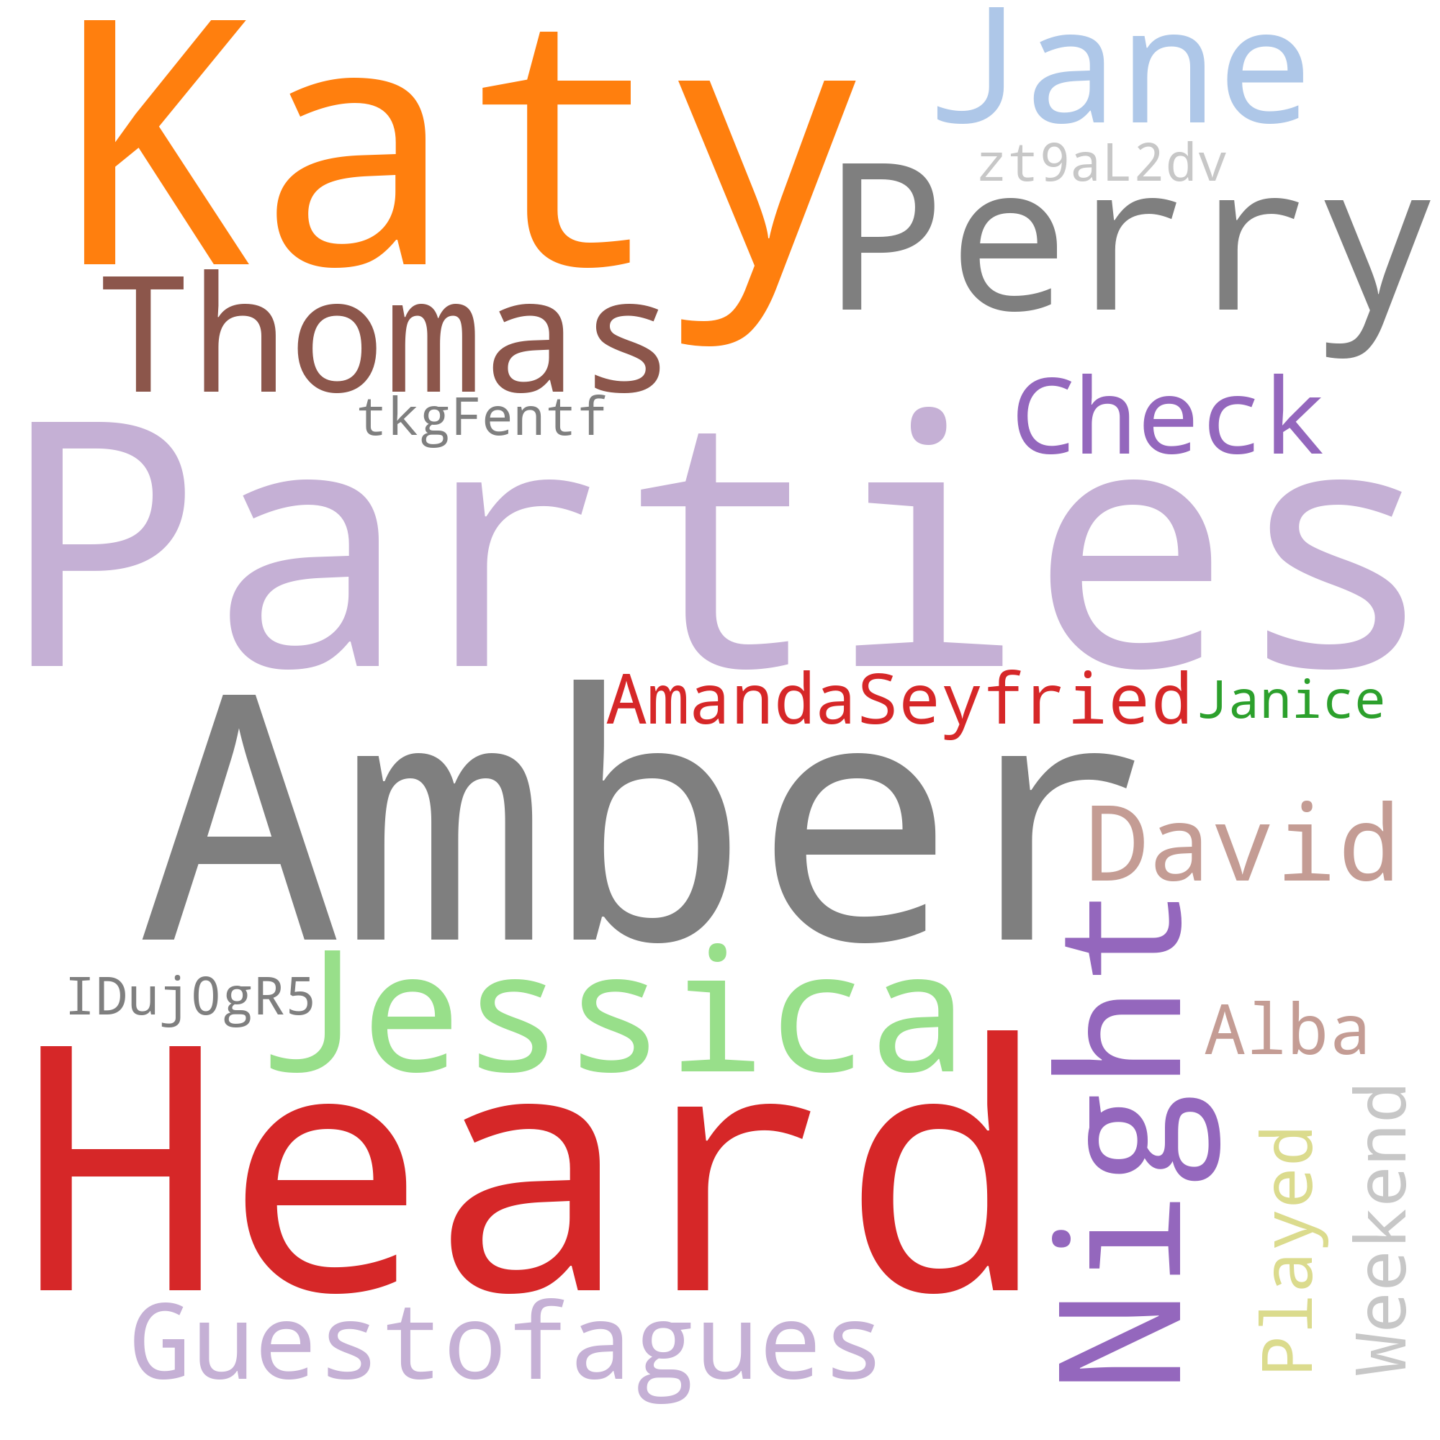 Katy
Jane
zt9aL2dv
Perry
Thomas
tkgFentf
Check
Parties
AmandaSeyfried
Janice
Amber
David
Night
Jessica
IDuj0gR5
Alba
Heard
Played
Weekend
Guestofagues